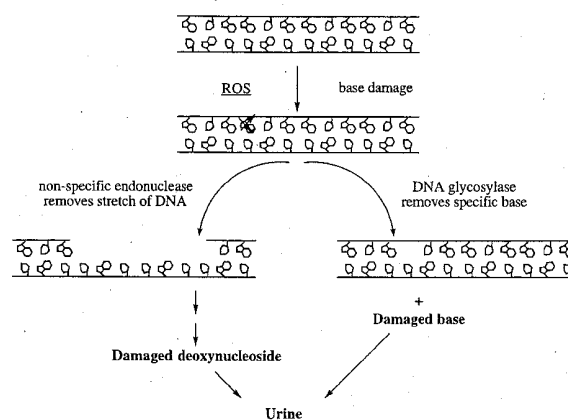 ROS
base damage
non-specific endonuclease
removes stretch of DNA
DNA glycosylase
removes specific base
+
Damaged base
Damaged deoxynucleoside
Urine